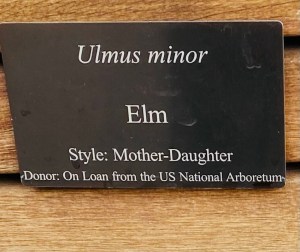 Ulmus minor
Elm
Style: Mother-Daughter
Donor: On Loan from the US National Arboretum